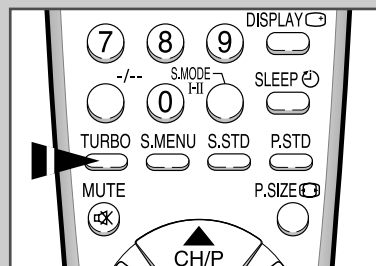 DISPLAY
7 8 9
-/-- S.MODE SLEEP
I-II
0
TURBO S.MENU S.STD P.STD
MUTE P.SIZE
CH/P